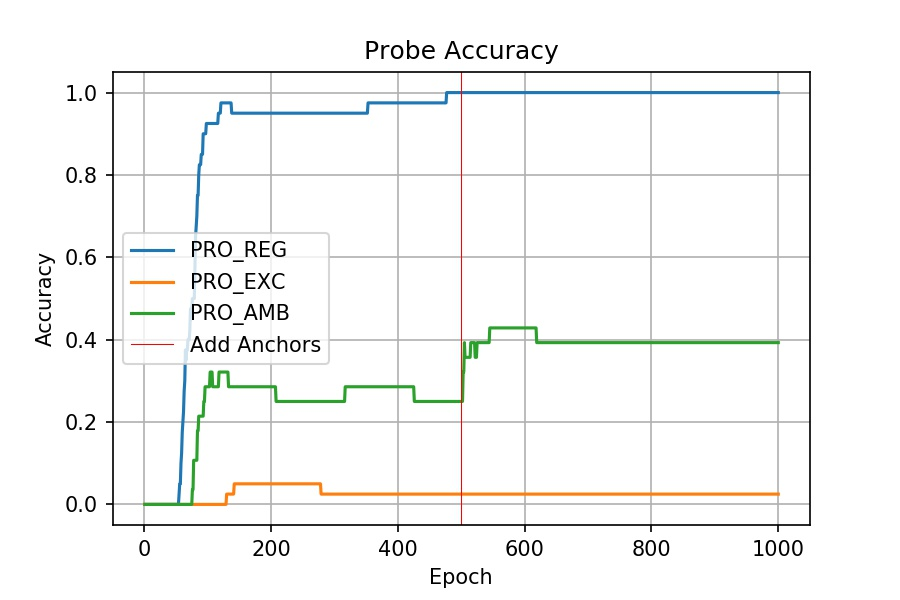 Probe Accuracy
Accuracy
1.0
0.8
0.6
0.4
0.2
0.0
PRO_REG
PRO_EXC
PRO_AMB
Add Anchors
0 200 400 600 800 1000
Epoch